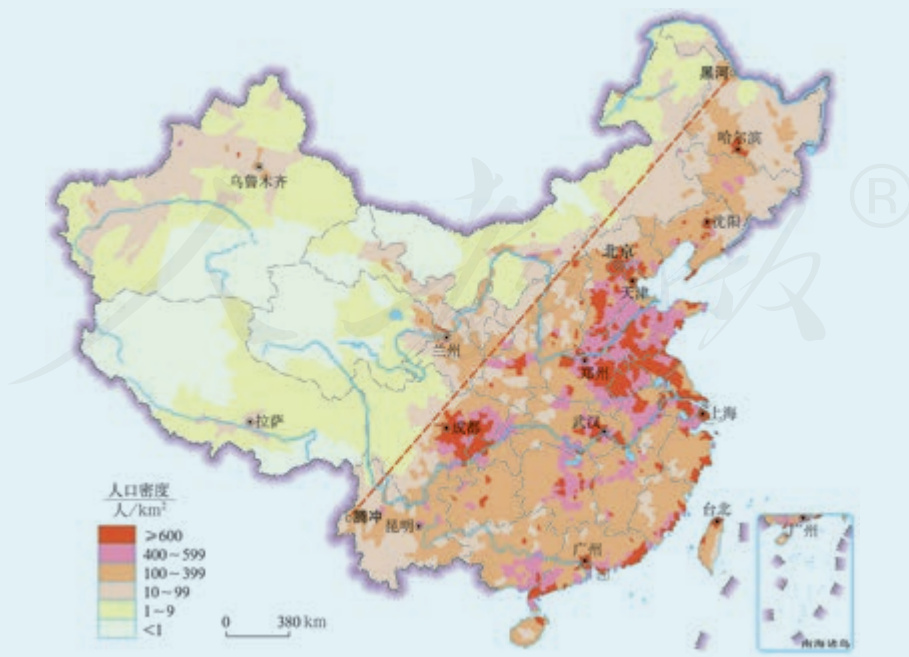 黑河
哈尔滨
乌鲁木齐
沈阳
北京
天津
兰州
郑州
上海
成都
武汉
拉萨
腾冲
昆明
台北
广州
广州
人口密度
人/km²
≥600
400~599
100~399
10~99
1~9
<1
0 380 km
南海诸岛
人教版
®